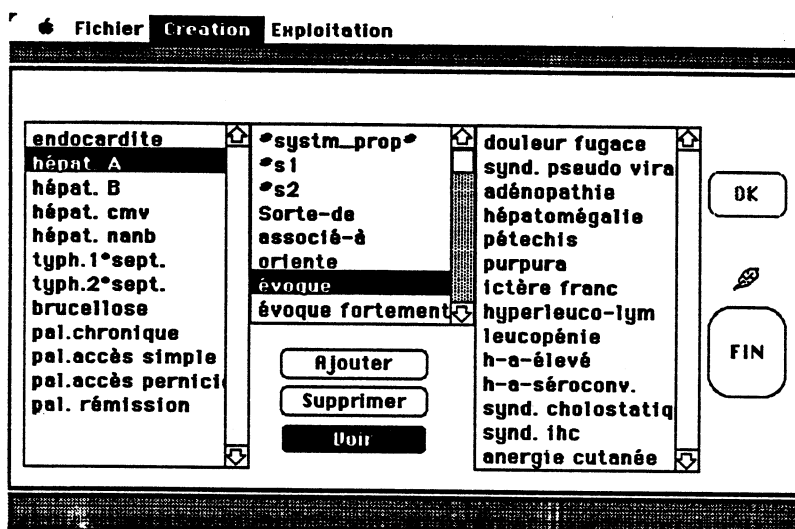 Fichier Creation Exploitation
endocardite
hépat. A
hépat. B
hépat. cmv
hépat. nanb
typh.1°sept.
typh.2°sept.
brucellose
pal.chronique
pal.accès simple
pal.accès pernici
pal. rémission
*systm_prop*
*s1
*s2
Sorte-de
associé-à
oriente
évoque
évoque fortement
Ajouter
Supprimer
Voir
douleur fugace
synd. pseudo vira
adénopathie
hépatomégalie
pétechis
purpura
ictère franc
hyperleuco-lym
leucopénie
h-a-élevé
h-a-séroconv.
synd. cholostatiq
synd. ihc
anergie cutanée
OK
FIN